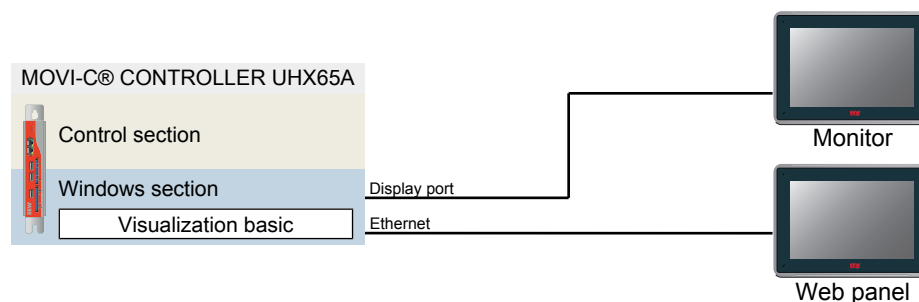 MOVI-C® CONTROLLER UHX65A
Control section
Windows section
Visualization basic
Display port
Ethernet
Monitor
Web panel